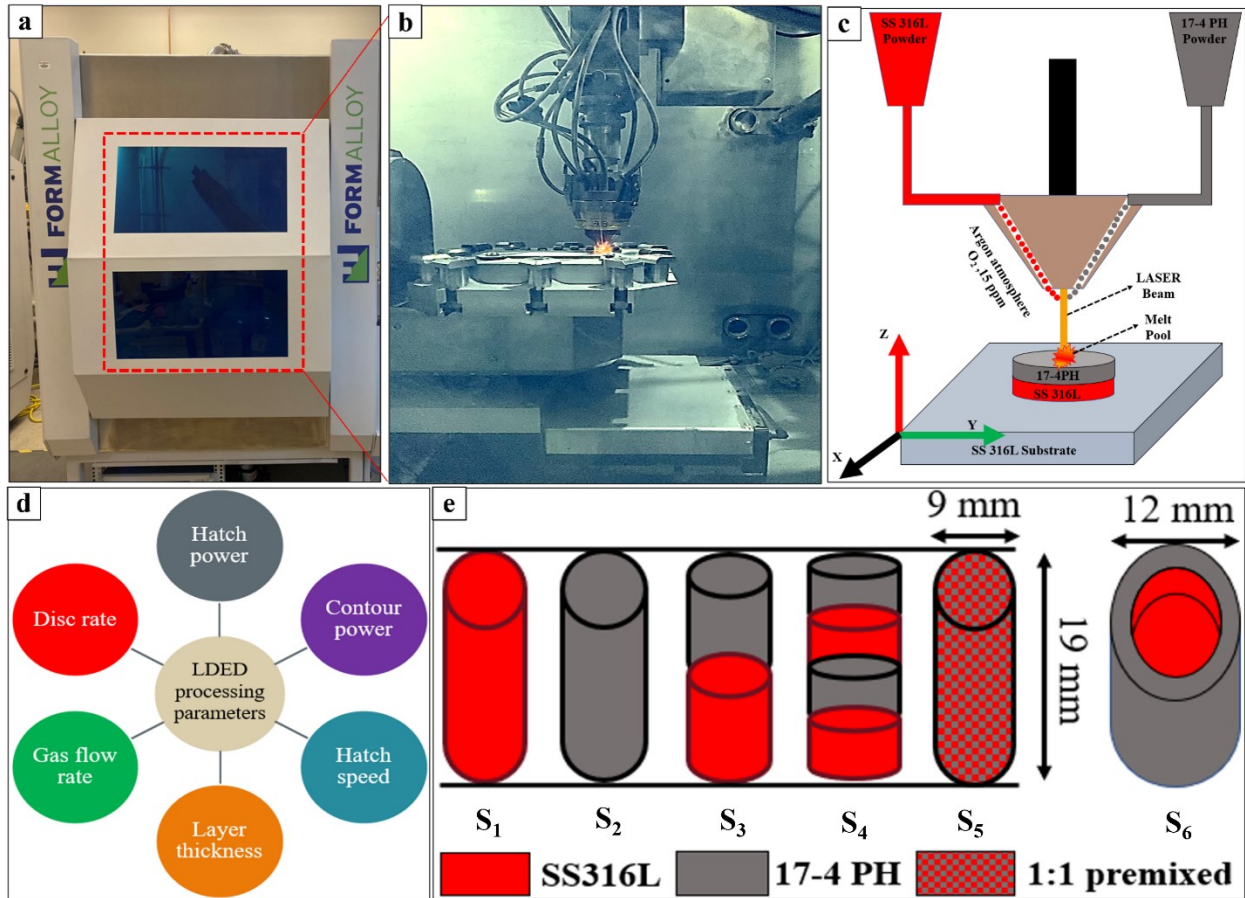 a
FORMALLOY
FORMALLOY
b
c
SS 316L
Powder
17-4 PH
Powder
Argon atmosphere
O2 ,15 ppm
LASER
Beam
Melt
Pool
17-4PH
SS 316L
Z
Y
X
SS 316L Substrate
d
Hatch
power
Disc rate
Contour
power
LDED
processing
parameters
Gas flow
rate
Hatch
speed
Layer
thickness
e
9 mm
12 mm
19 mm
S1
S2
S3
S4
S5
S6
SS316L
17-4 PH
1:1 premixed